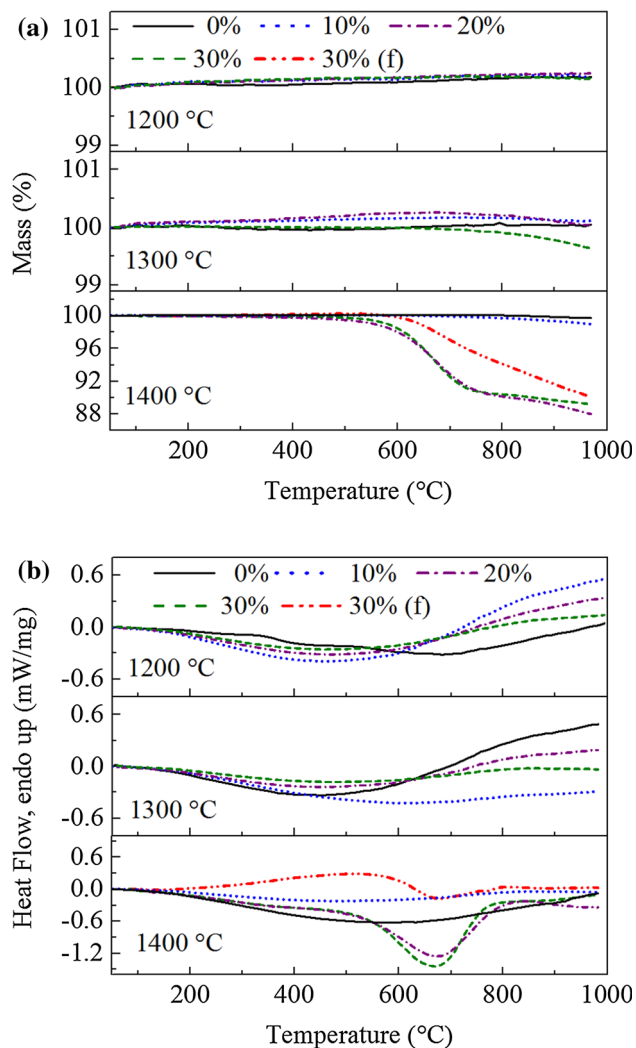 (a)
0% 10% 20%
30% 30% (f)
101
100
99
1200 °C
101
100
99
1300 °C
100
96
92
88
1400 °C
Mass (%)
200 400 600 800 1000
Temperature (°C)
(b)
0% 10% 20%
30% 30% (f)
0.6
0.0
-0.6
1200 °C
0.6
0.0
-0.6
1300 °C
0.6
0.0
-0.6
-1.2
1400 °C
Heat Flow, endo up (mW/mg)
200 400 600 800 1000
Temperature (°C)